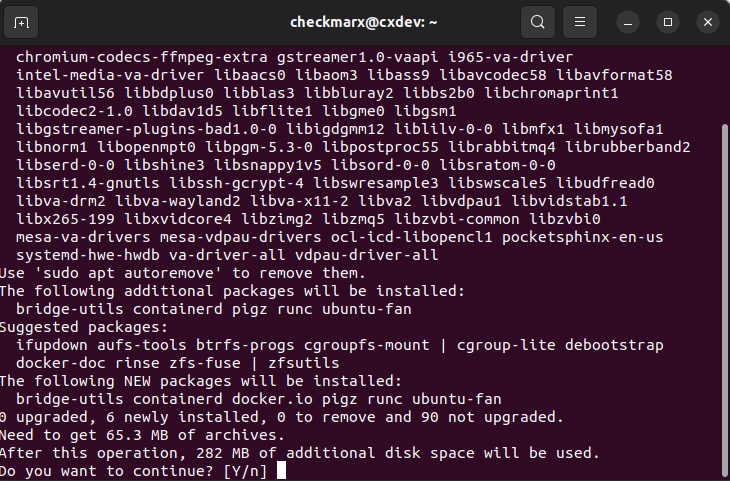 checkmarx@cxdev: ~
chromium-codecs-ffmpeg-extra gstreamer1.0-vaapi i965-va-driver
intel-media-va-driver libaacs0 libaom3 libass9 libavcodec58 libavformat58
libavutil56 libbdplus0 libblas3 libbluray2 libbs2b0 libchromaprint1
libcodec2-1.0 libdav1d5 libflite1 libgme0 libgsm1
libgstreamer-plugins-bad1.0-0 libigdgmm12 liblilv-0-0 libmfx1 libmysofa1
libnorm1 libopenmpt0 libpgm-5.3-0 libpostproc55 librabbitmq4 librubberband2
libserd-0-0 libshine3 libsnappy1v5 libsord-0-0 libsratom-0-0
libsrt1.4-gnutls libssh-gcrypt-4 libswresample3 libswscale5 libudfread0
libva-drm2 libva-wayland2 libva-x11-2 libva2 libvdpau1 libvidstab1.1
libx265-199 libxvidcore4 libzimg2 libzmq5 libzvbi-common libzvbi0
mesa-va-drivers mesa-vdpau-drivers ocl-icd-libopencl1 pocketsphinx-en-us
systemd-hwe-hwdb va-driver-all vdpau-driver-all
Use 'sudo apt autoremove' to remove them.
The following additional packages will be installed:
bridge-utils containerd pigz runc ubuntu-fan
Suggested packages:
ifupdown aufs-tools btrfs-progs cgroupfs-mount | cgroup-lite debootstrap
docker-doc rinse zfs-fuse | zfsutils
The following NEW packages will be installed:
bridge-utils containerd docker.io pigz runc ubuntu-fan
0 upgraded, 6 newly installed, 0 to remove and 90 not upgraded.
Need to get 65.3 MB of archives.
After this operation, 282 MB of additional disk space will be used.
Do you want to continue? [Y/n]